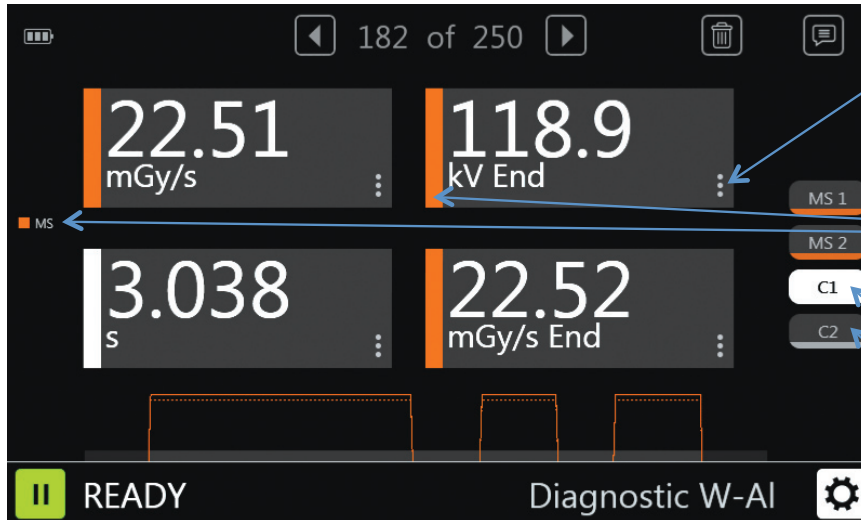 182 of 250
22.51
mGy/s
118.9
kV End
MS
MS 1
MS 2
3.038
s
22.52
mGy/s End
C1
C2
READY
Diagnostic W-Al